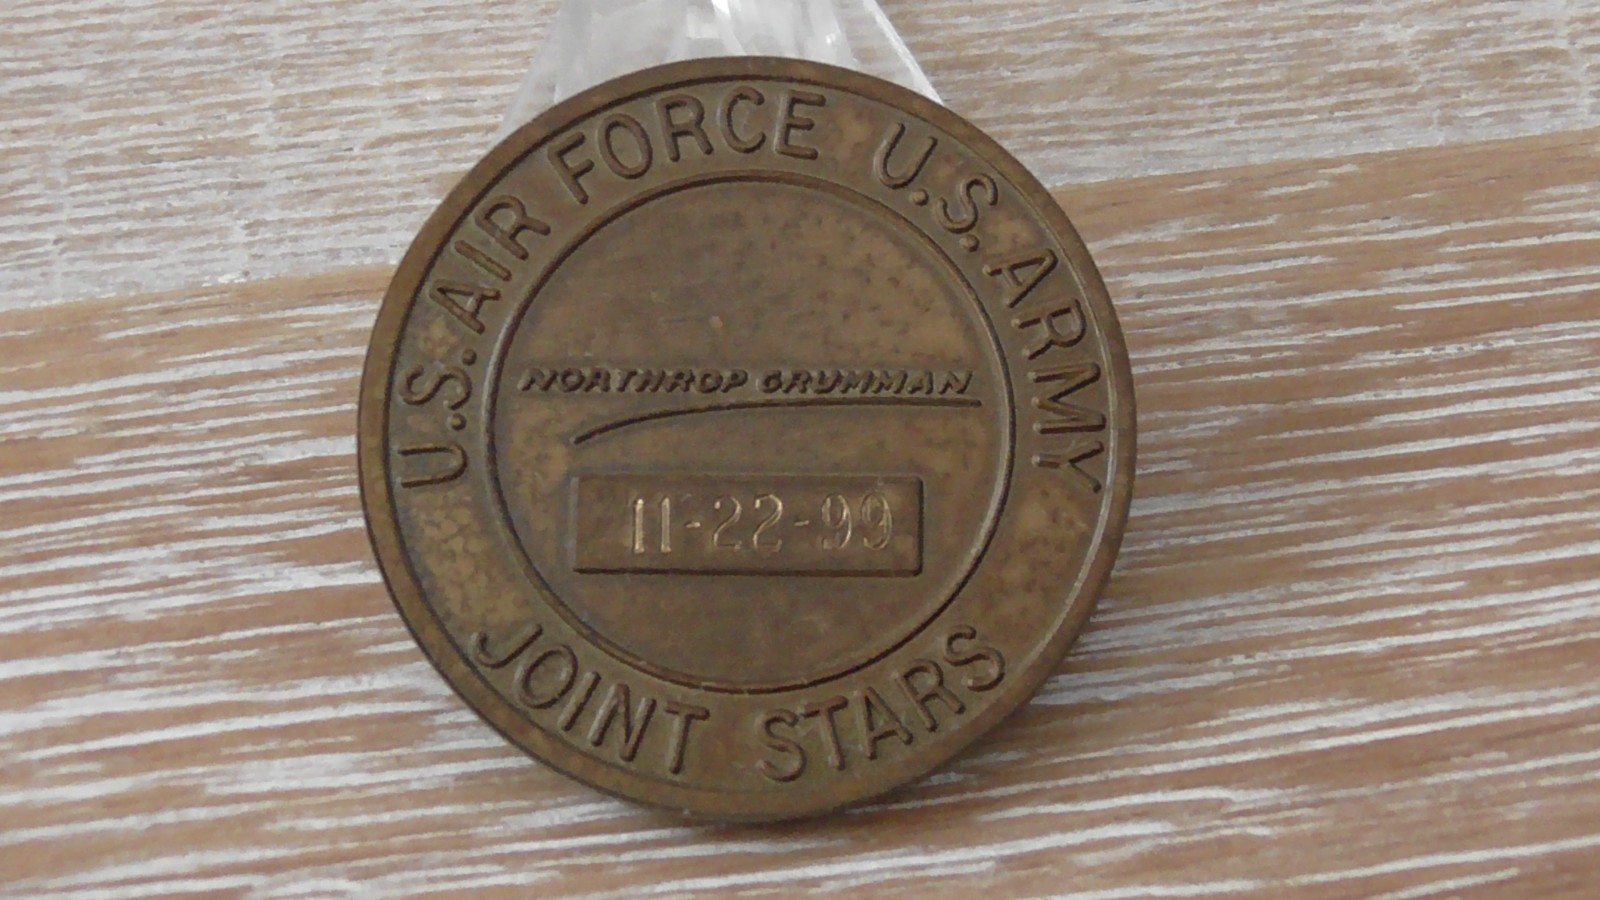 U.S. AIR FORCE U.S. ARMY
NORTHROP GRUMMAN
11-22-99
JOINT STARS